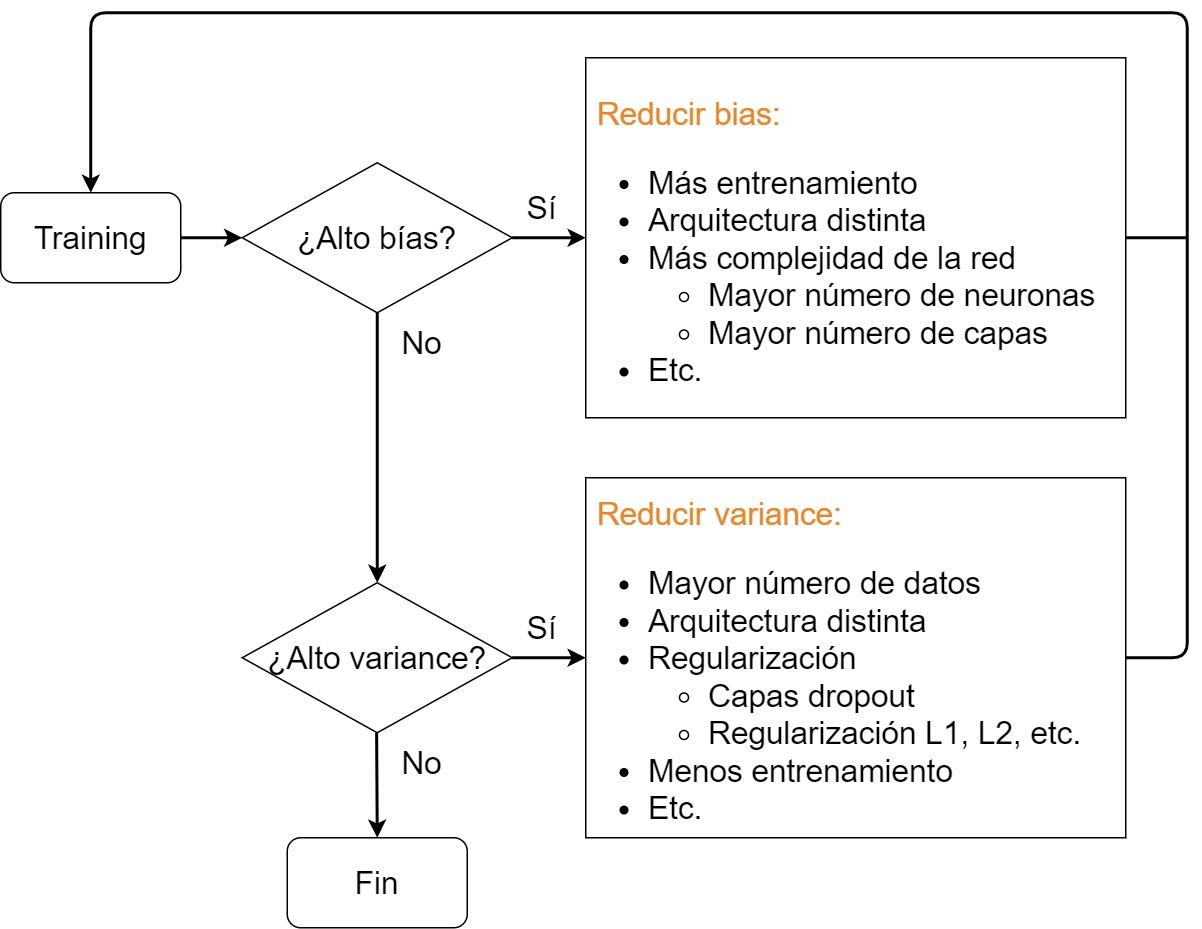 Training
¿Alto bías?
Sí
No
Reducir bias:
• Más entrenamiento
• Arquitectura distinta
• Más complejidad de la red
◦ Mayor número de neuronas
◦ Mayor número de capas
• Etc.
¿Alto variance?
Sí
No
Reducir variance:
• Mayor número de datos
• Arquitectura distinta
• Regularización
◦ Capas dropout
◦ Regularización L1, L2, etc.
• Menos entrenamiento
• Etc.
Fin